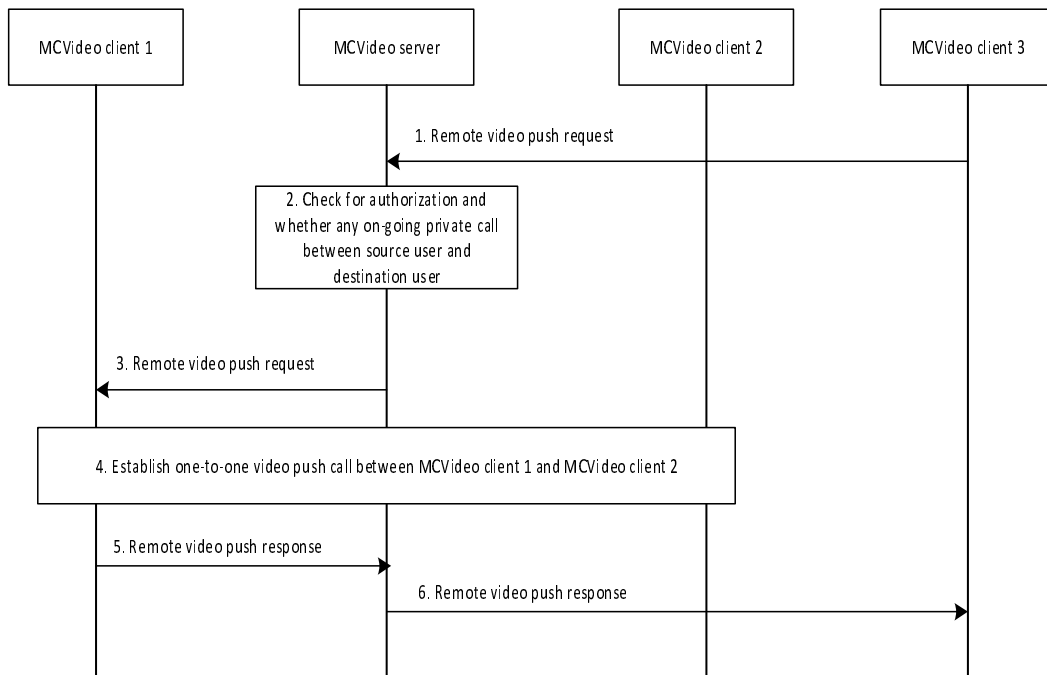 MCVideo client 1
MCVideo server
MCVideo client 2
MCVideo client 3
1. Remote video push request
2. Check for authorization and
whether any on-going private call
between source user and
destination user
3. Remote video push request
4. Establish one-to-one video push call between MCVideo client 1 and MCVideo client 2
5. Remote video push response
6. Remote video push response